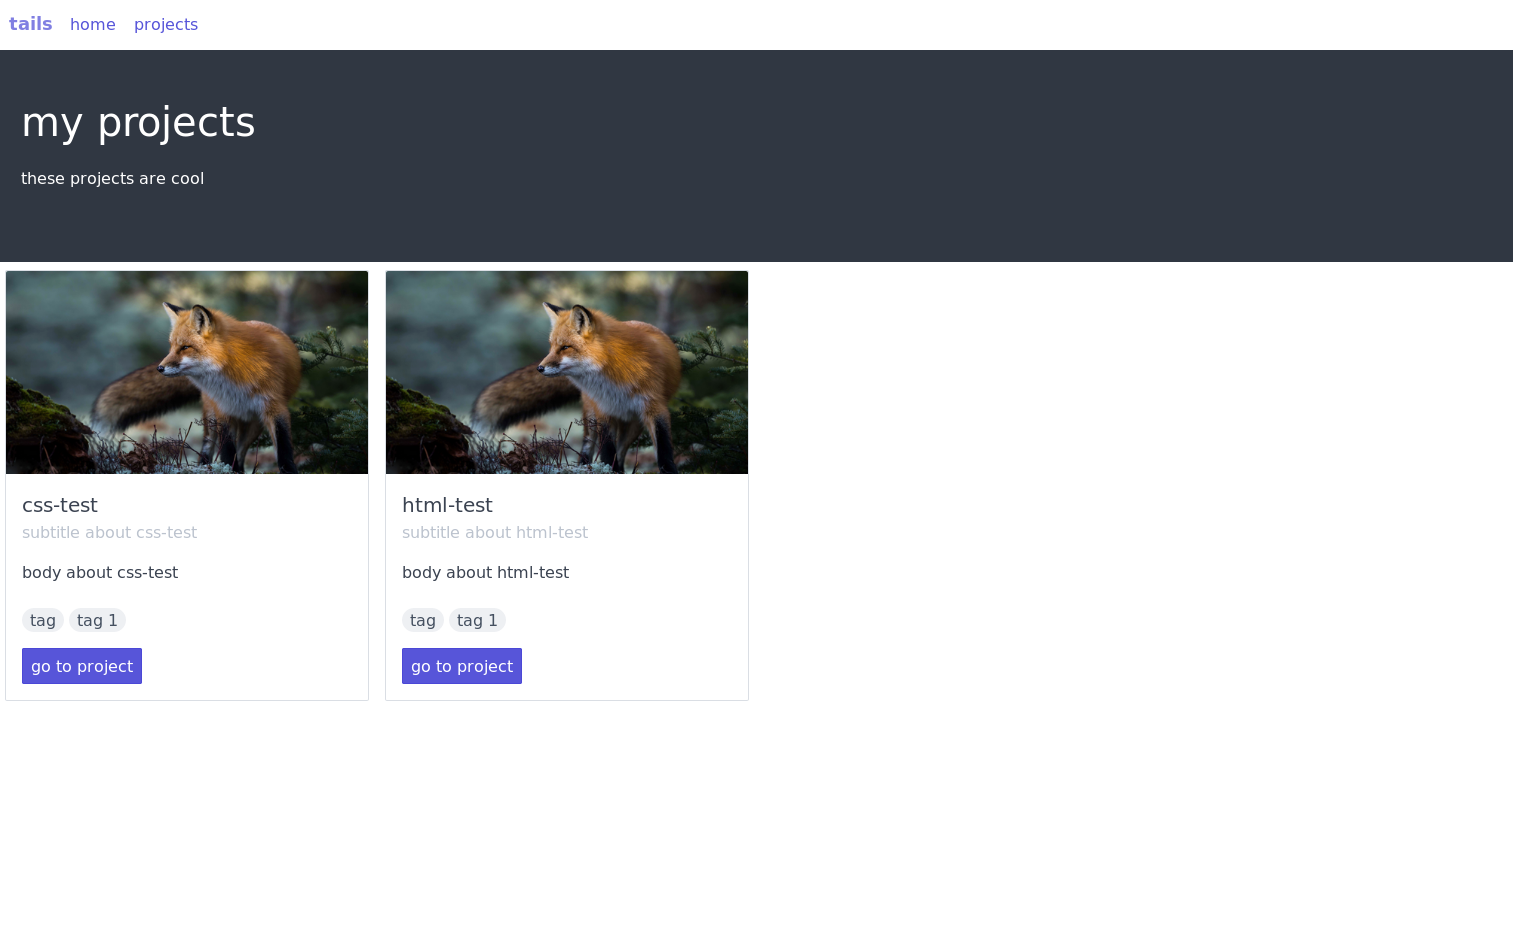 tails home projects
my projects
these projects are cool
css-test
subtitle about css-test
body about css-test
tag tag 1
go to project
html-test
subtitle about html-test
body about html-test
tag tag 1
go to project